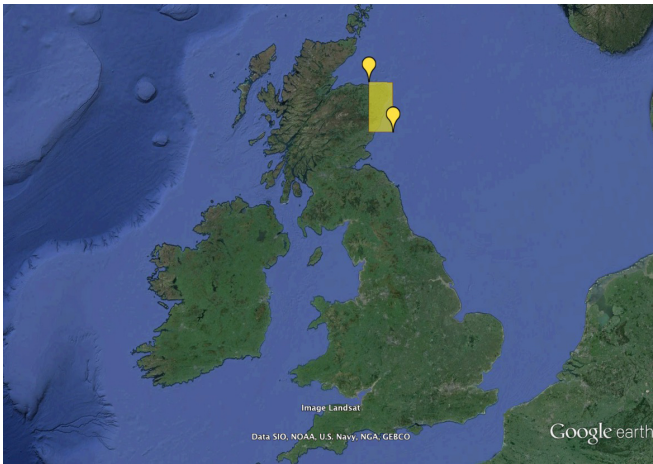 Image Landsat
Data SIO, NOAA, U.S. Navy, NGA, GEBCO
Google earth